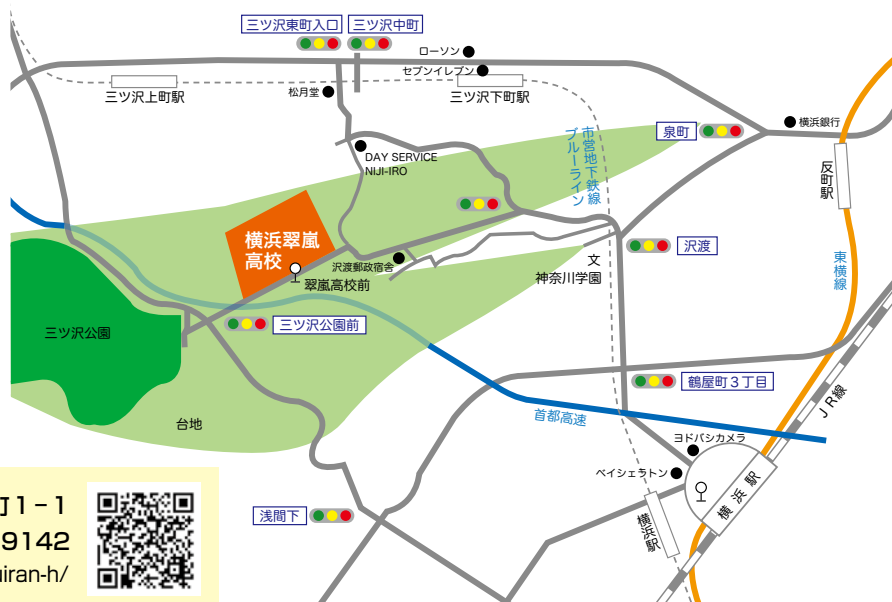 三ツ沢東町入口
三ツ沢中町
ローソン
セブンイレブン
三ツ沢上町駅
松月堂
三ツ沢下町駅
横浜銀行
泉町
市営地下鉄線
ブルーライン
反町駅
DAY SERVICE
NIJI-IRO
横浜翠嵐
高校
沢渡郵政宿舎
翠嵐高校前
文
神奈川学園
沢渡
東横線
三ツ沢公園
三ツ沢公園前
鶴屋町3丁目
JR線
台地
首都高速
ヨドバシカメラ
ベイシェラトン
横浜駅
横浜駅
浅間下
町1-1
9142
uiran-h/